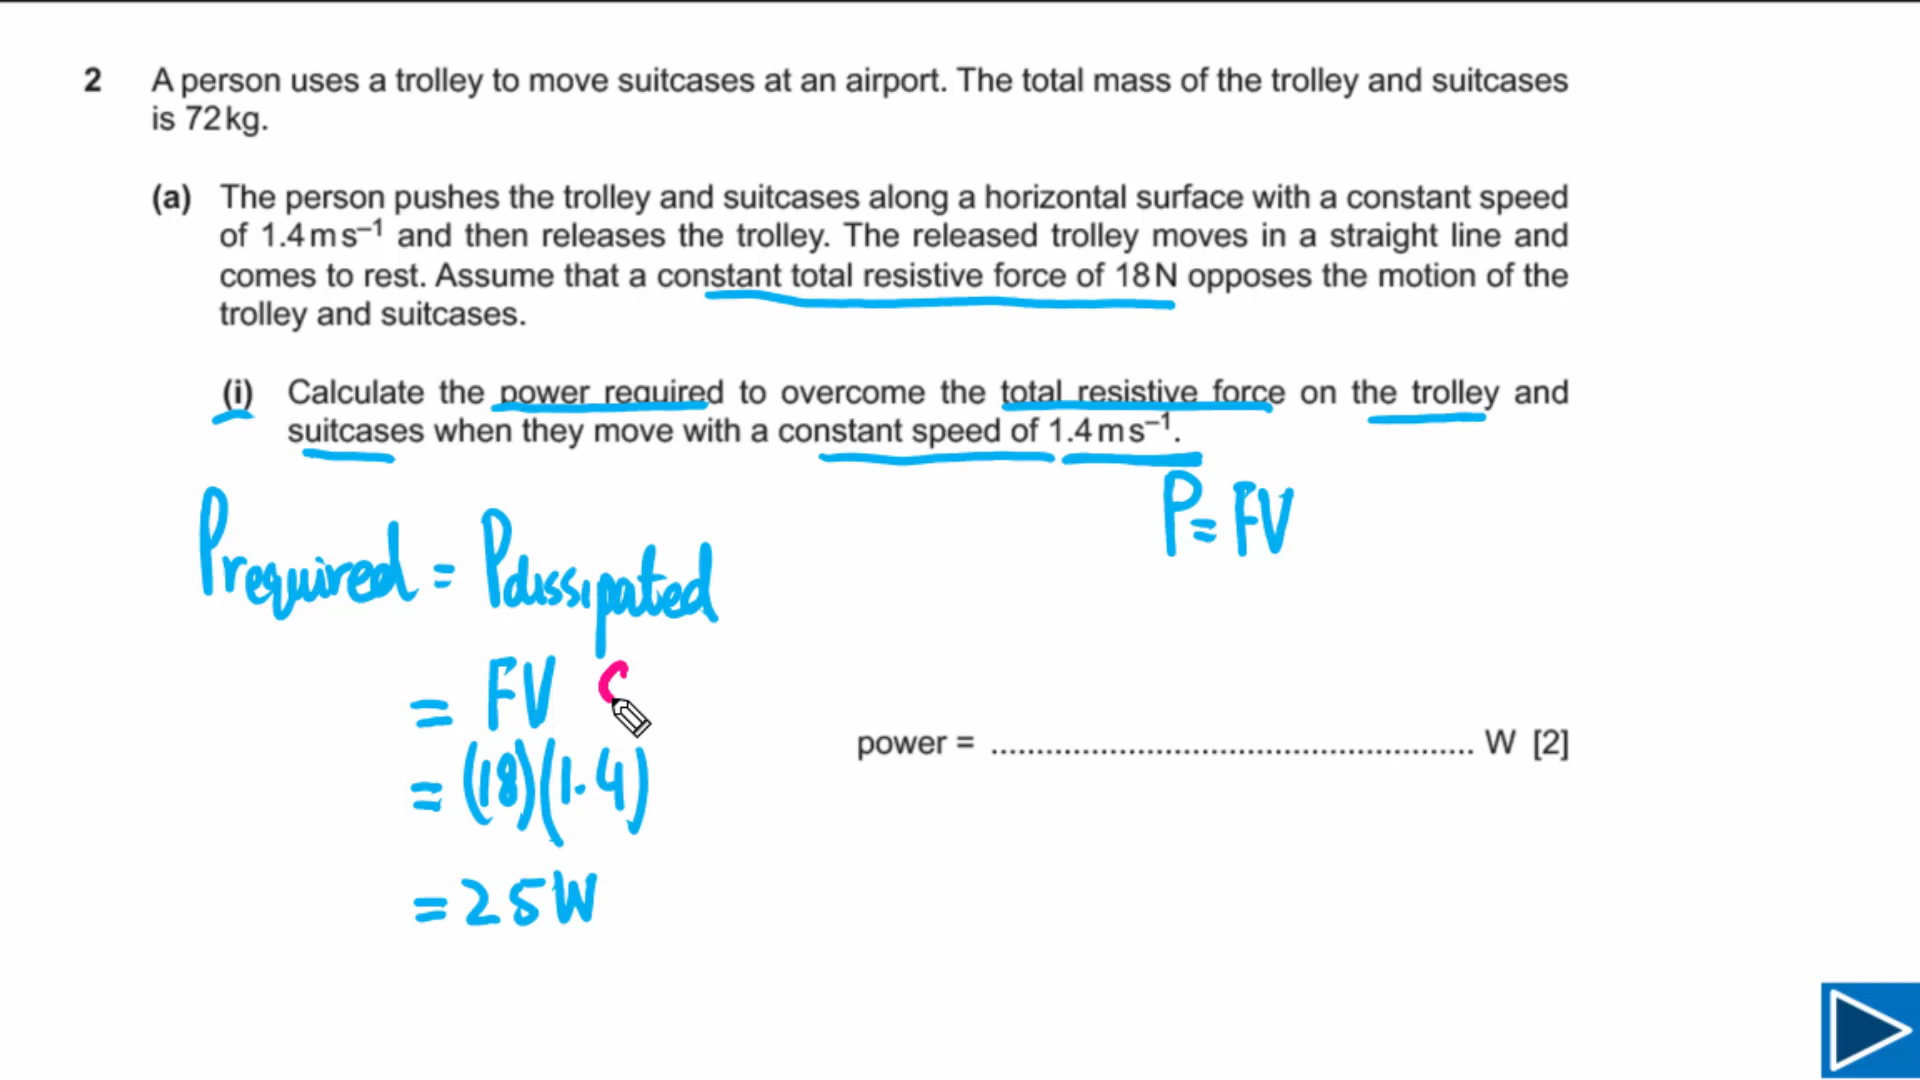 2 A person uses a trolley to move suitcases at an airport. The total mass of the trolley and suitcases
is 72 kg.
(a) The person pushes the trolley and suitcases along a horizontal surface with a constant speed
of 1.4 m s⁻¹ and then releases the trolley. The released trolley moves in a straight line and
comes to rest. Assume that a constant total resistive force of 18 N opposes the motion of the
trolley and suitcases.
(i) Calculate the power required to overcome the total resistive force on the trolley and
suitcases when they move with a constant speed of 1.4 m s⁻¹.
P = FV
Prequired = Pdissipated
= FV
= (18)(1.4)
= 25W
power = ...................................................... W [2]